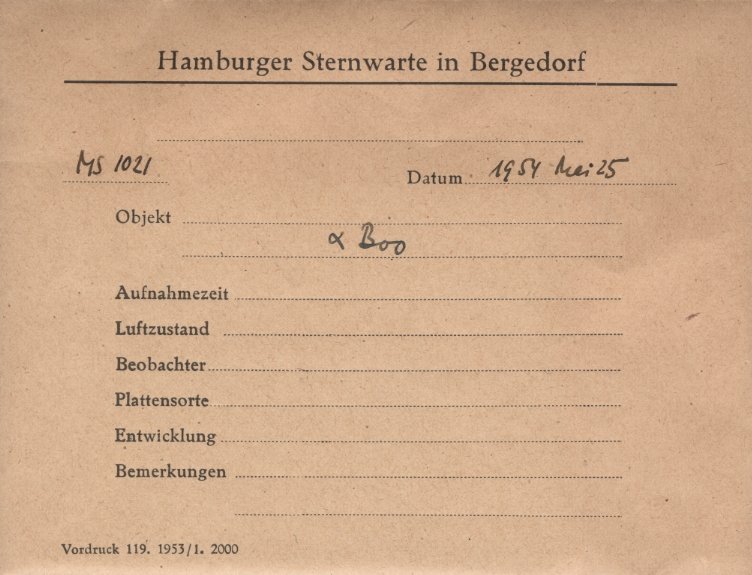 Hamburger Sternwarte in Bergedorf
MS 1021
Datum 1954 Mai 25
Objekt
α Boo
Aufnahmezeit
Luftzustand
Beobachter
Plattensorte
Entwicklung
Bemerkungen
Vordruck 119. 1953/1. 2000